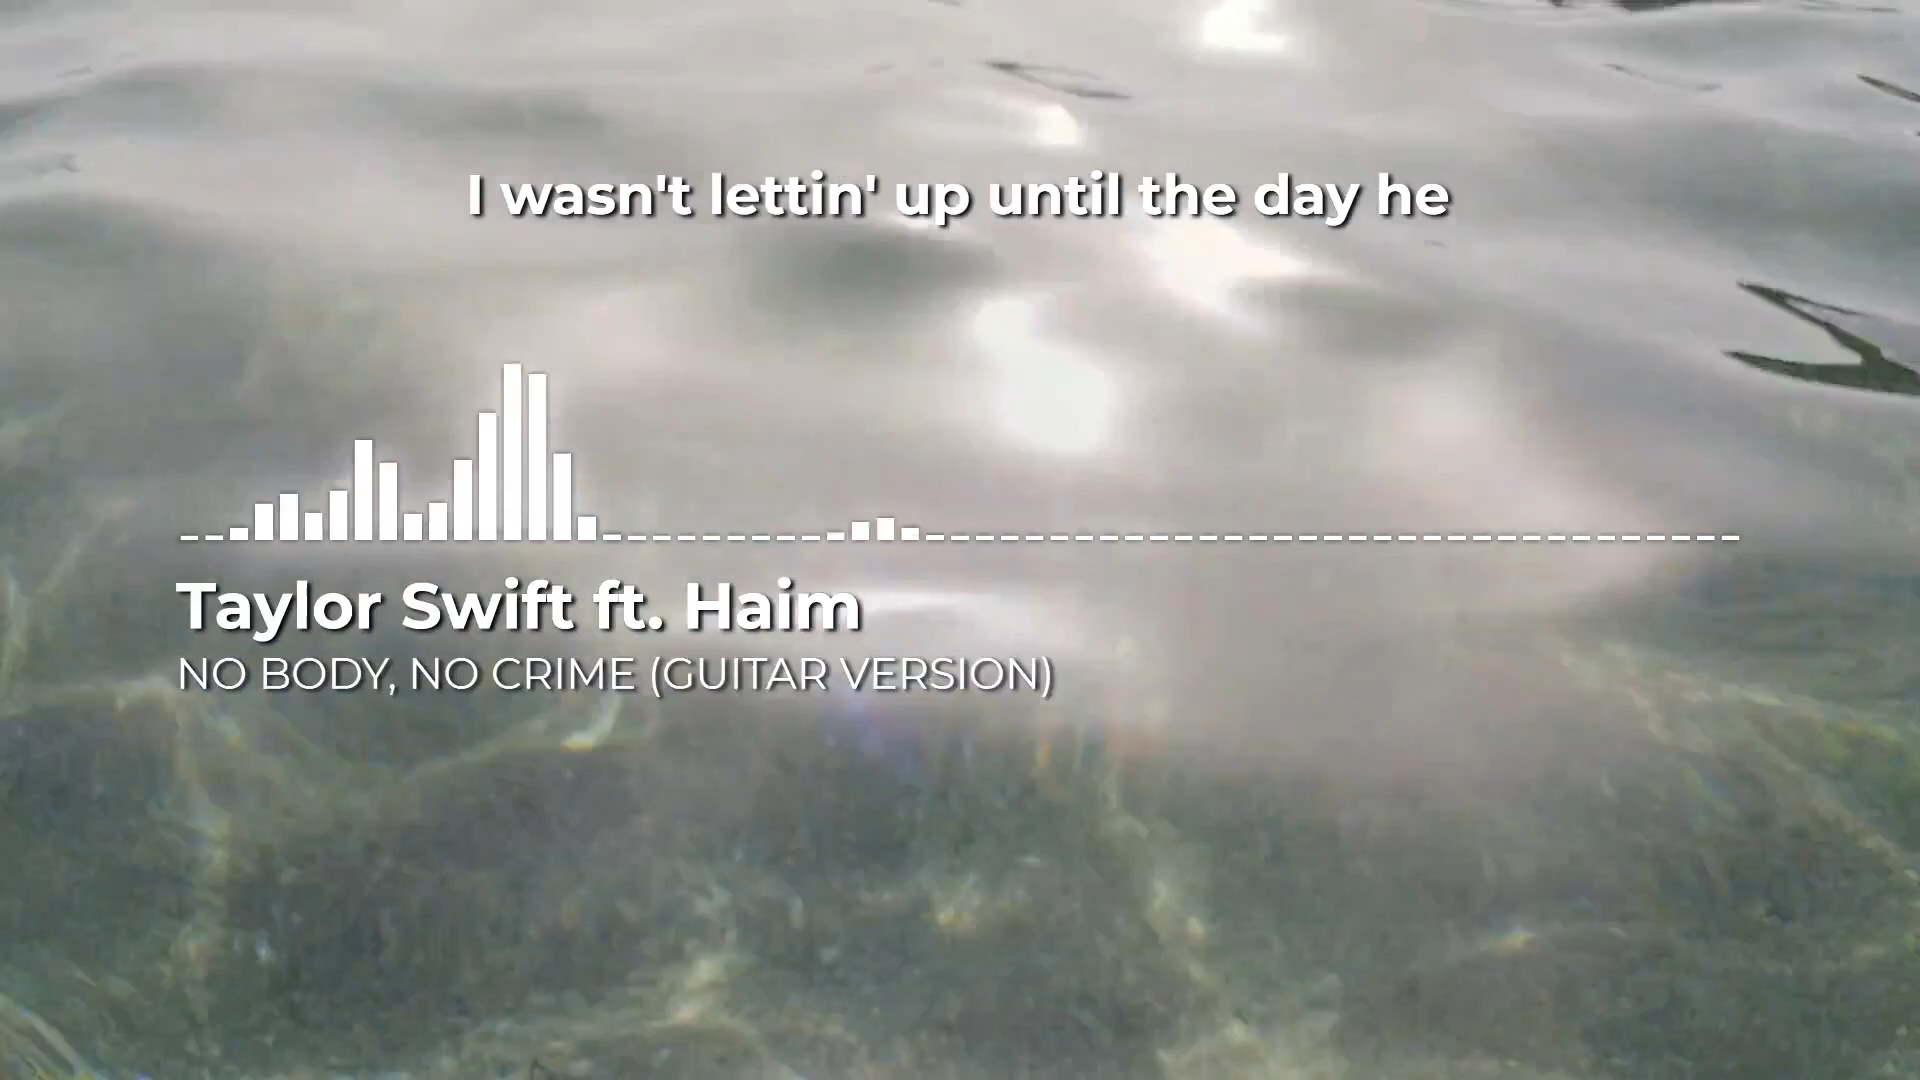 I wasn't lettin' up until the day he
Taylor Swift ft. Haim
NO BODY, NO CRIME (GUITAR VERSION)